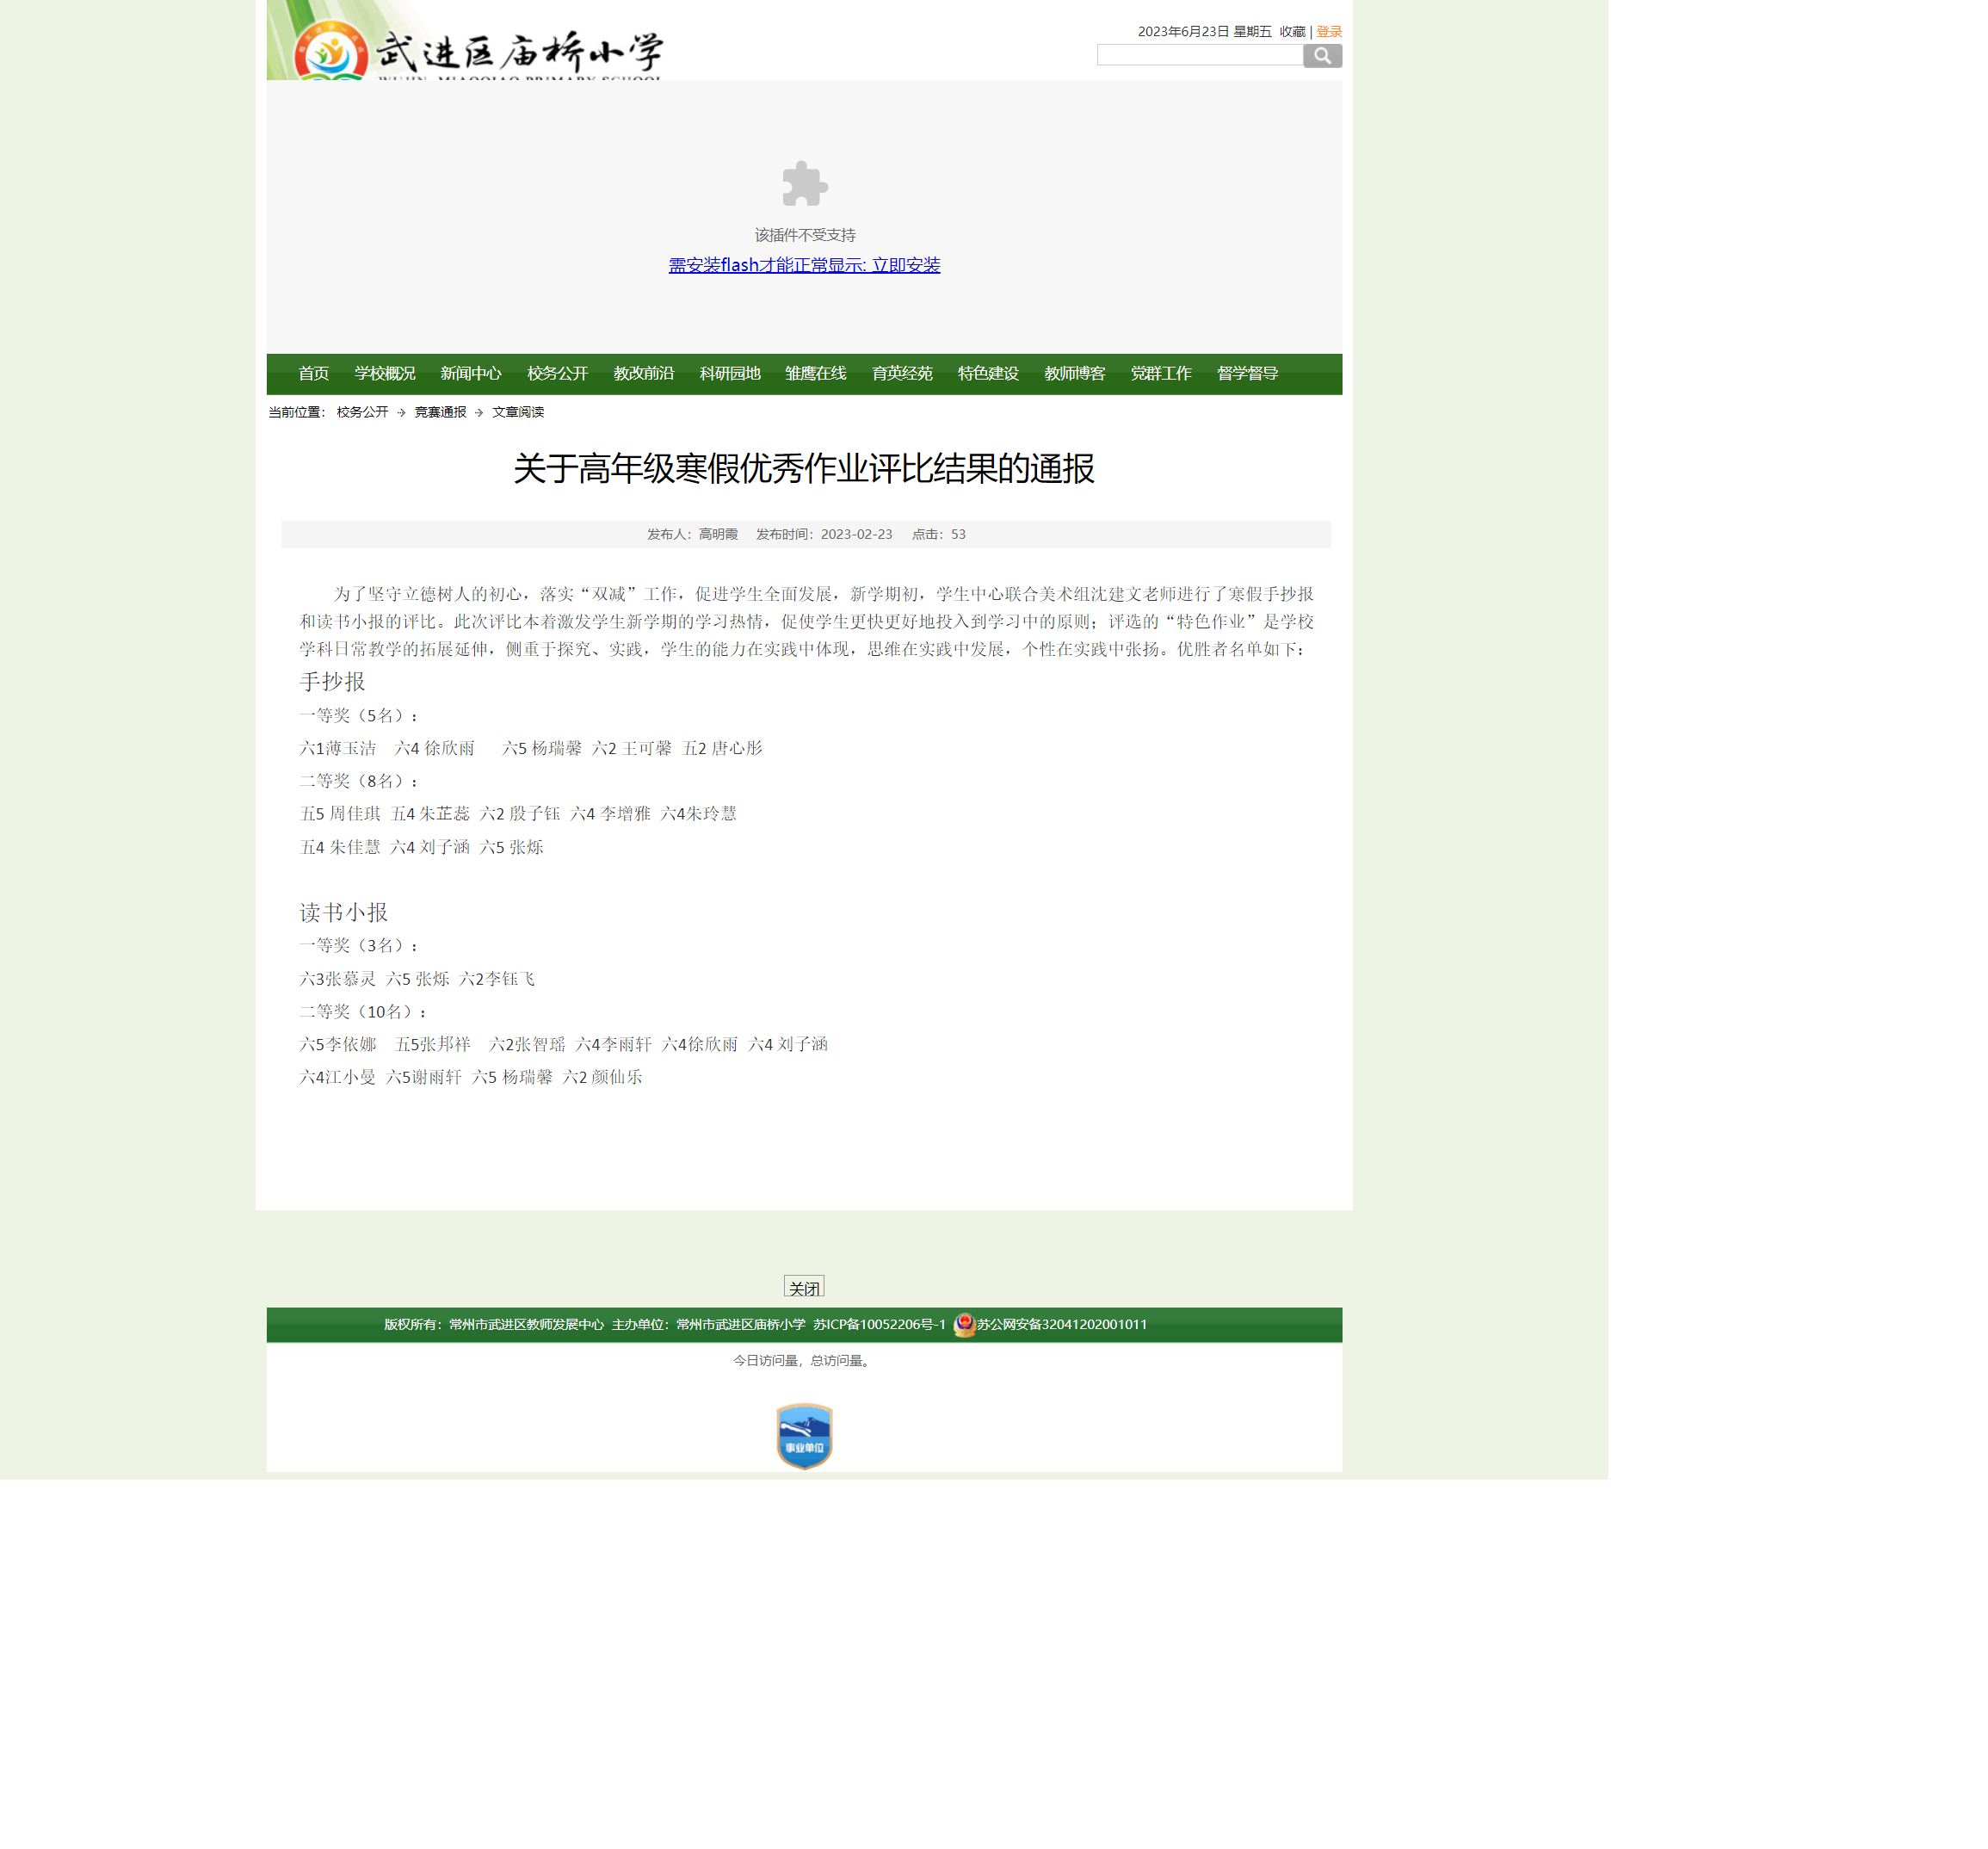 武进区庙桥小学
WUJIN MIAOQIAO PRIMARY SCHOOL
2023年6月23日 星期五 收藏 | 登录
该插件不受支持
需安装flash才能正常显示: 立即安装
首页 学校概况 新闻中心 校务公开 教改前沿 科研园地 雏鹰在线 育英经苑 特色建设 教师博客 党群工作 督学督导
当前位置： 校务公开 → 竞赛通报 → 文章阅读
关于高年级寒假优秀作业评比结果的通报
发布人：高明霞 发布时间：2023-02-23 点击：53
为了坚守立德树人的初心，落实“双减”工作，促进学生全面发展，新学期初，学生中心联合美术组沈建文老师进行了寒假手抄报
和读书小报的评比。此次评比本着激发学生新学期的学习热情，促使学生更快更好地投入到学习中的原则；评选的“特色作业”是学校
学科日常教学的拓展延伸，侧重于探究、实践，学生的能力在实践中体现，思维在实践中发展，个性在实践中张扬。优胜者名单如下：
手抄报
一等奖（5名）：
六1薄玉洁 六4 徐欣雨 六5 杨瑞馨 六2 王可馨 五2 唐心彤
二等奖（8名）：
五5 周佳琪 五4 朱芷蕊 六2 殷子钰 六4 李增雅 六4朱玲慧
五4 朱佳慧 六4 刘子涵 六5 张烁
读书小报
一等奖（3名）：
六3张慕灵 六5 张烁 六2李钰飞
二等奖（10名）：
六5李依娜 五5张邦祥 六2张智瑶 六4李雨轩 六4徐欣雨 六4 刘子涵
六4江小曼 六5谢雨轩 六5 杨瑞馨 六2 颜仙乐
关闭
版权所有：常州市武进区教师发展中心 主办单位：常州市武进区庙桥小学 苏ICP备10052206号-1 苏公网安备32041202001011
今日访问量，总访问量。
事业单位